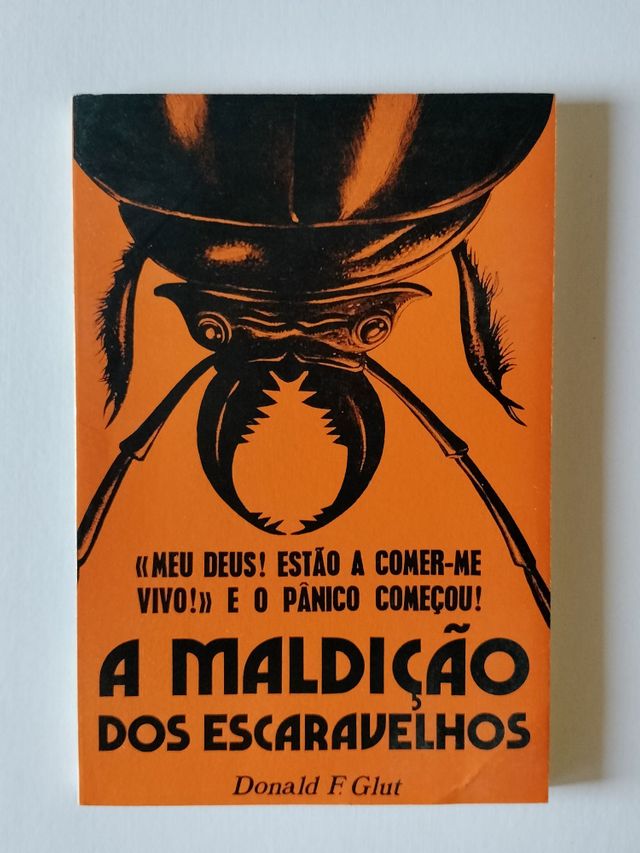 «MEU DEUS! ESTÃO A COMER-ME
VIVO!» E O PÂNICO COMEÇOU!
A MALDIÇÃO
DOS ESCARAVELHOS
Donald F. Glut